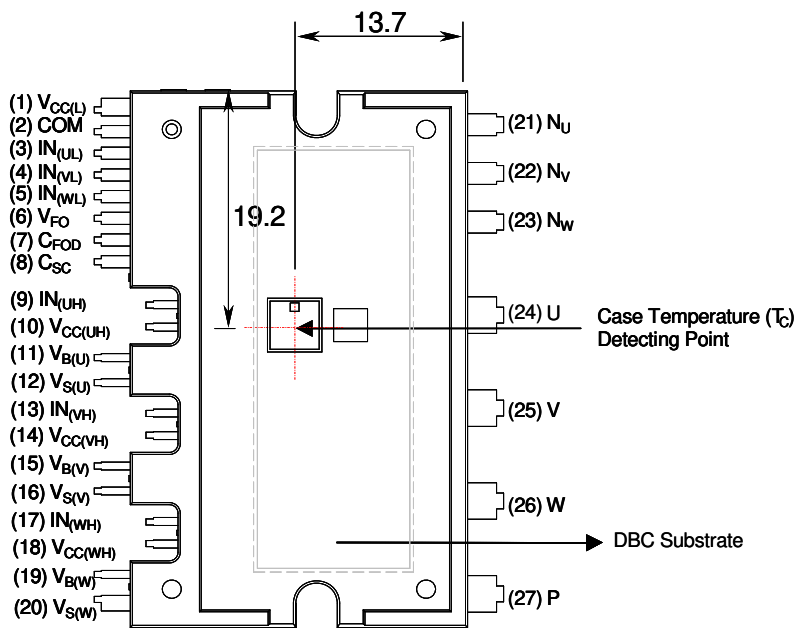 13.7
19.2
(1) VCC(L)
(2) COM
(3) IN(UL)
(4) IN(VL)
(5) IN(WL)
(6) VFO
(7) CFOD
(8) CSC
(9) IN(UH)
(10) VCC(UH)
(11) VB(U)
(12) VS(U)
(13) IN(VH)
(14) VCC(VH)
(15) VB(V)
(16) VS(V)
(17) IN(WH)
(18) VCC(WH)
(19) VB(W)
(20) VS(W)
(21) NU
(22) NV
(23) NW
(24) U
(25) V
(26) W
(27) P
Case Temperature (TC)
Detecting Point
DBC Substrate